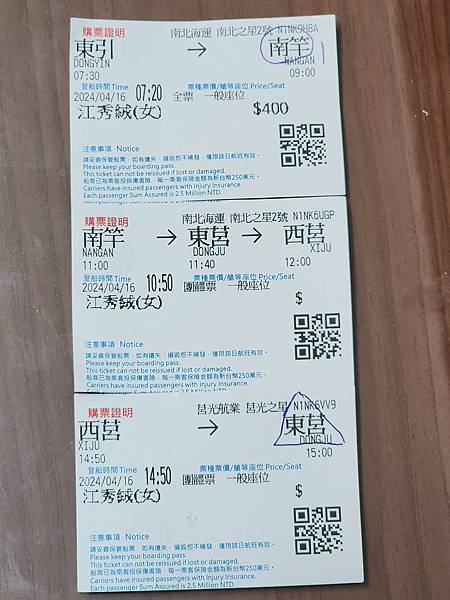 購票證明 南北海運 南北之星2號 N1NK9H8A
東引 → 南竿
DONGYIN NANGAN
07:30 09:00
登船時間 Time 票種票價/艙等座位 Price/Seat
2024/04/16 07:20 全票 一般座位
江秀絨(女) $400
注意事項 Notice
請妥善保管船票，如有遺失、損毀恕不補發，僅限該日航班有效。
Please keep your boarding pass.
This ticket can not be reissued if lost or damaged.
船商已為乘客投保傷害險，每一乘客保險金額為新台幣250萬元。
Carriers have insured passengers with Injury Insurance.
Each passenger Sum Assured is 2.5 Million NTD.
購票證明 南北海運 南北之星2號 N1NK6UGP
南竿 → 東莒 → 西莒
NANGAN DONGJU XIJU
11:00 11:40 12:00
登船時間 Time 票種票價/艙等座位 Price/Seat
2024/04/16 10:50 團體票 一般座位
江秀絨(女) $
注意事項 Notice
請妥善保管船票，如有遺失、損毀恕不補發，僅限該日航班有效。
Please keep your boarding pass.
This ticket can not be reissued if lost or damaged.
船商已為乘客投保傷害險，每一乘客保險金額為新台幣250萬元。
Carriers have insured passengers with Injury Insurance.
Each passenger Sum Assured is 2.5 Million NTD.
購票證明 莒光航業 莒光之星 N1NK6VV9
西莒 → 東莒
XIJU DONGJU
14:50 15:00
登船時間 Time 票種票價/艙等座位 Price/Seat
2024/04/16 14:50 團體票 一般座位
江秀絨(女) $
注意事項 Notice
請妥善保管船票，如有遺失、損毀恕不補發，僅限該日航班有效。
Please keep your boarding pass.
This ticket can not be reissued if lost or damaged.
船商已為乘客投保傷害險，每一乘客保險金額為新台幣250萬元。
Carriers have insured passengers with Injury Insurance.
Each passenger Sum Assured is 2.5 Million NTD.